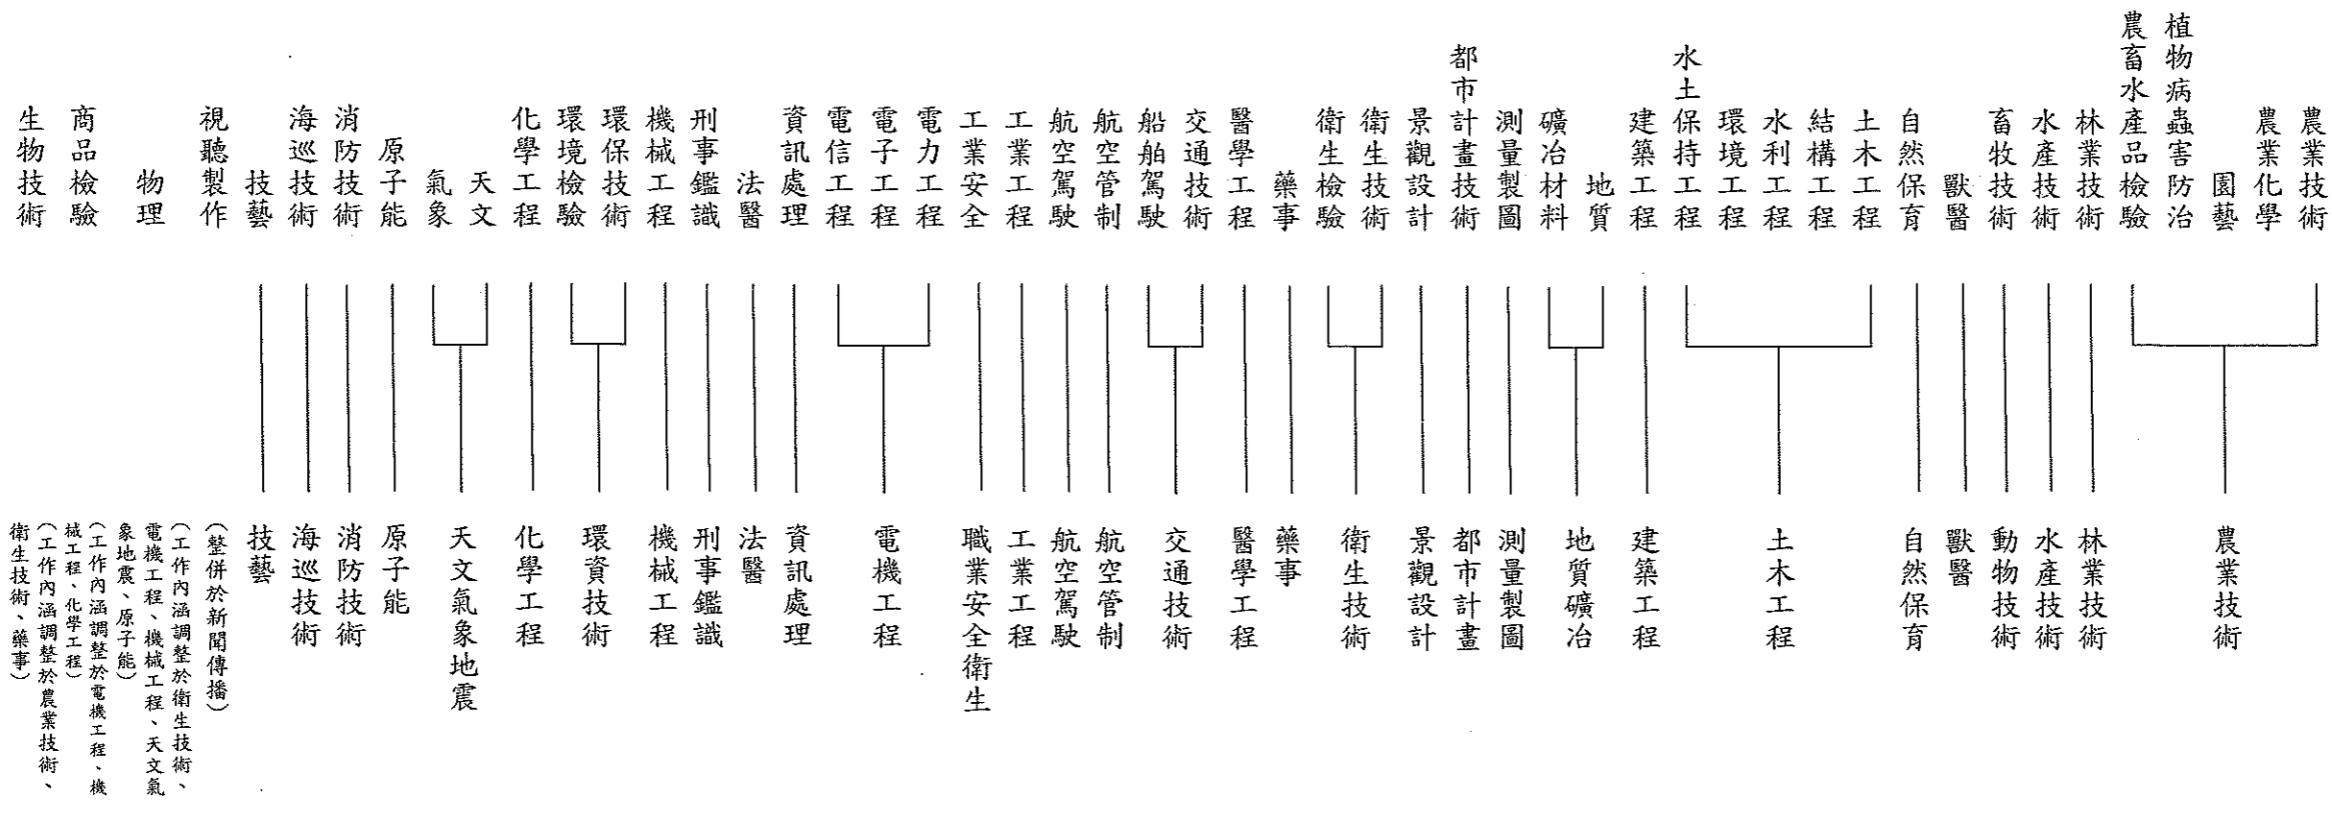 農業技術
農業化學
園藝
植物病蟲害防治
農畜水產品檢驗
林業技術
水產技術
畜牧技術
獸醫
自然保育
土木工程
結構工程
水利工程
環境工程
水土保持工程
建築工程
地質
礦冶材料
測量製圖
都市計畫技術
景觀設計
衛生技術
衛生檢驗
藥事
醫學工程
交通技術
船舶駕駛
航空管制
航空駕駛
工業工程
工業安全
電力工程
電子工程
電信工程
資訊處理
法醫
刑事鑑識
機械工程
環保技術
環境檢驗
化學工程
天文
氣象
原子能
消防技術
海巡技術
技藝
視聽製作
物理
商品檢驗
生物技術
農業技術
林業技術
水產技術
動物技術
獸醫
自然保育
土木工程
建築工程
地質礦冶
測量製圖
都市計畫
景觀設計
衛生技術
藥事
醫學工程
交通技術
航空管制
航空駕駛
工業工程
職業安全衛生
電機工程
資訊處理
法醫
刑事鑑識
機械工程
環資技術
化學工程
天文氣象地震
原子能
消防技術
海巡技術
技藝
(整併於新聞傳播)
(工作內涵調整於衛生技術、
電機工程、機械工程、天文氣
象地震、原子能)
(工作內涵調整於電機工程、機
械工程、化學工程)
(工作內涵調整於農業技術、
衛生技術、藥事)